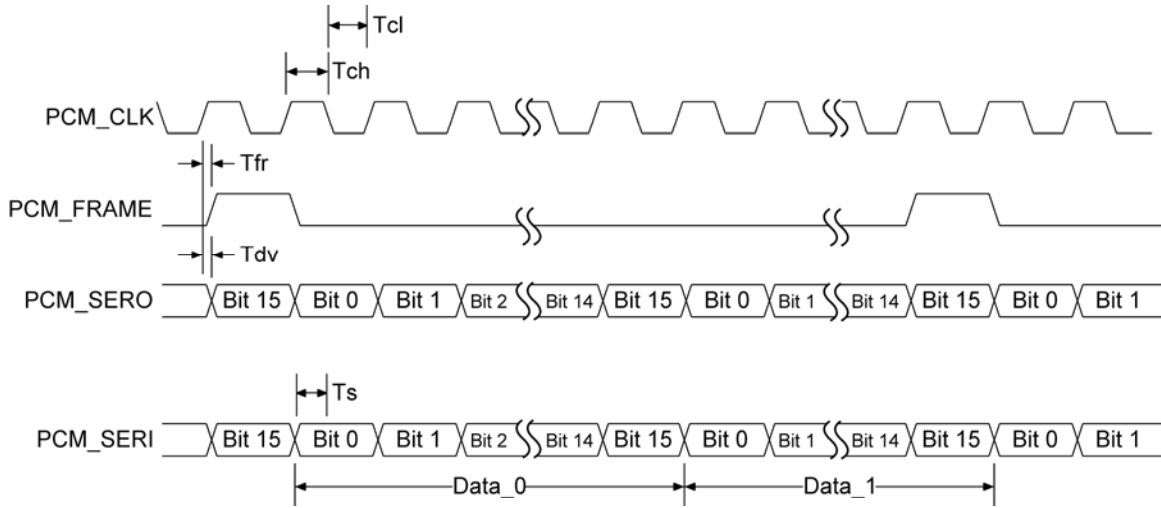 Tcl
Tch
PCM_CLK
Tfr
PCM_FRAME
Tdv
PCM_SERO Bit 15 Bit 0 Bit 1 Bit 2 Bit 14 Bit 15 Bit 0 Bit 1 Bit 14 Bit 15 Bit 0 Bit 1
Ts
PCM_SERI Bit 15 Bit 0 Bit 1 Bit 2 Bit 14 Bit 15 Bit 0 Bit 1 Bit 14 Bit 15 Bit 0 Bit 1
Data_0 Data_1